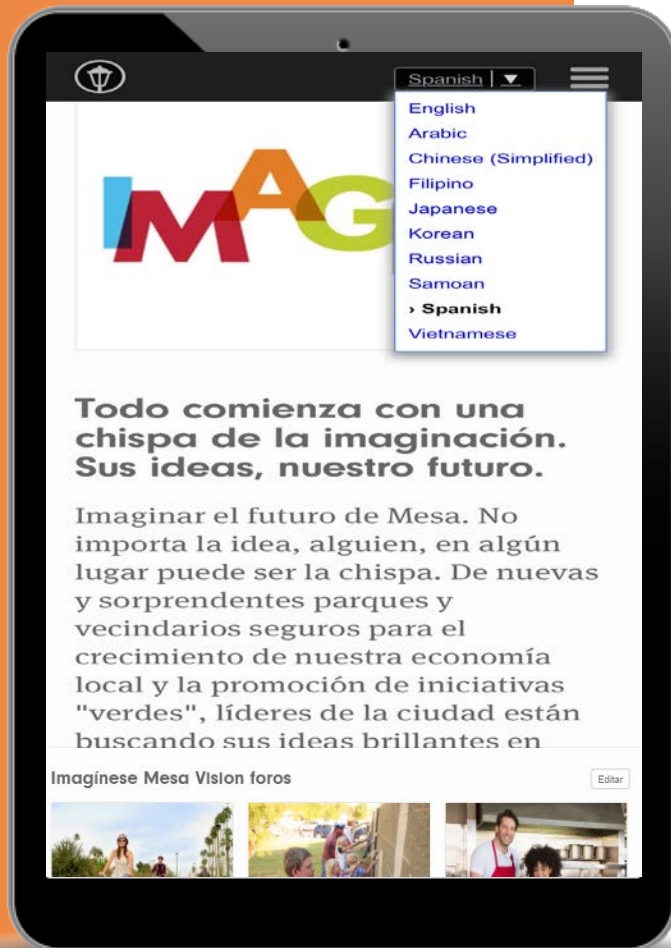 Spanish | ▼
English
Arabic
Chinese (Simplified)
Filipino
Japanese
Korean
Russian
Samoan
› Spanish
Vietnamese
IMAG
Todo comienza con una
chispa de la imaginación.
Sus ideas, nuestro futuro.
Imaginar el futuro de Mesa. No
importa la idea, alguien, en algún
lugar puede ser la chispa. De nuevas
y sorprendentes parques y
vecindarios seguros para el
crecimiento de nuestra economía
local y la promoción de iniciativas
"verdes", líderes de la ciudad están
buscando sus ideas brillantes en
Imagínese Mesa Vision foros
Editar